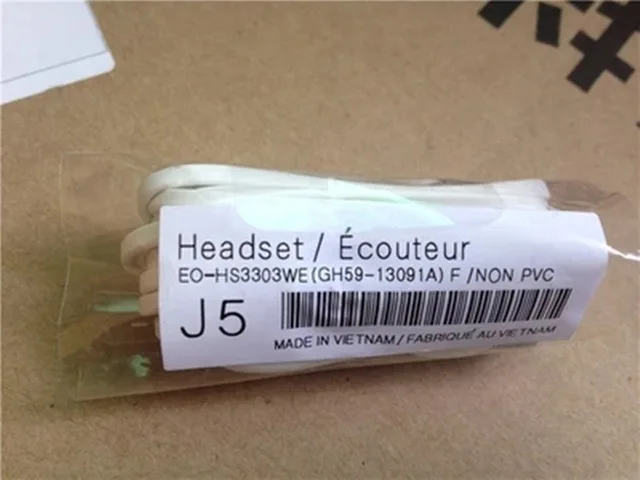 Headset / Écouteur
EO-HS3303WE(GH59-13091A) F /NON PVC
J5
MADE IN VIETNAM / FABRIQUÉ AU VIETNAM